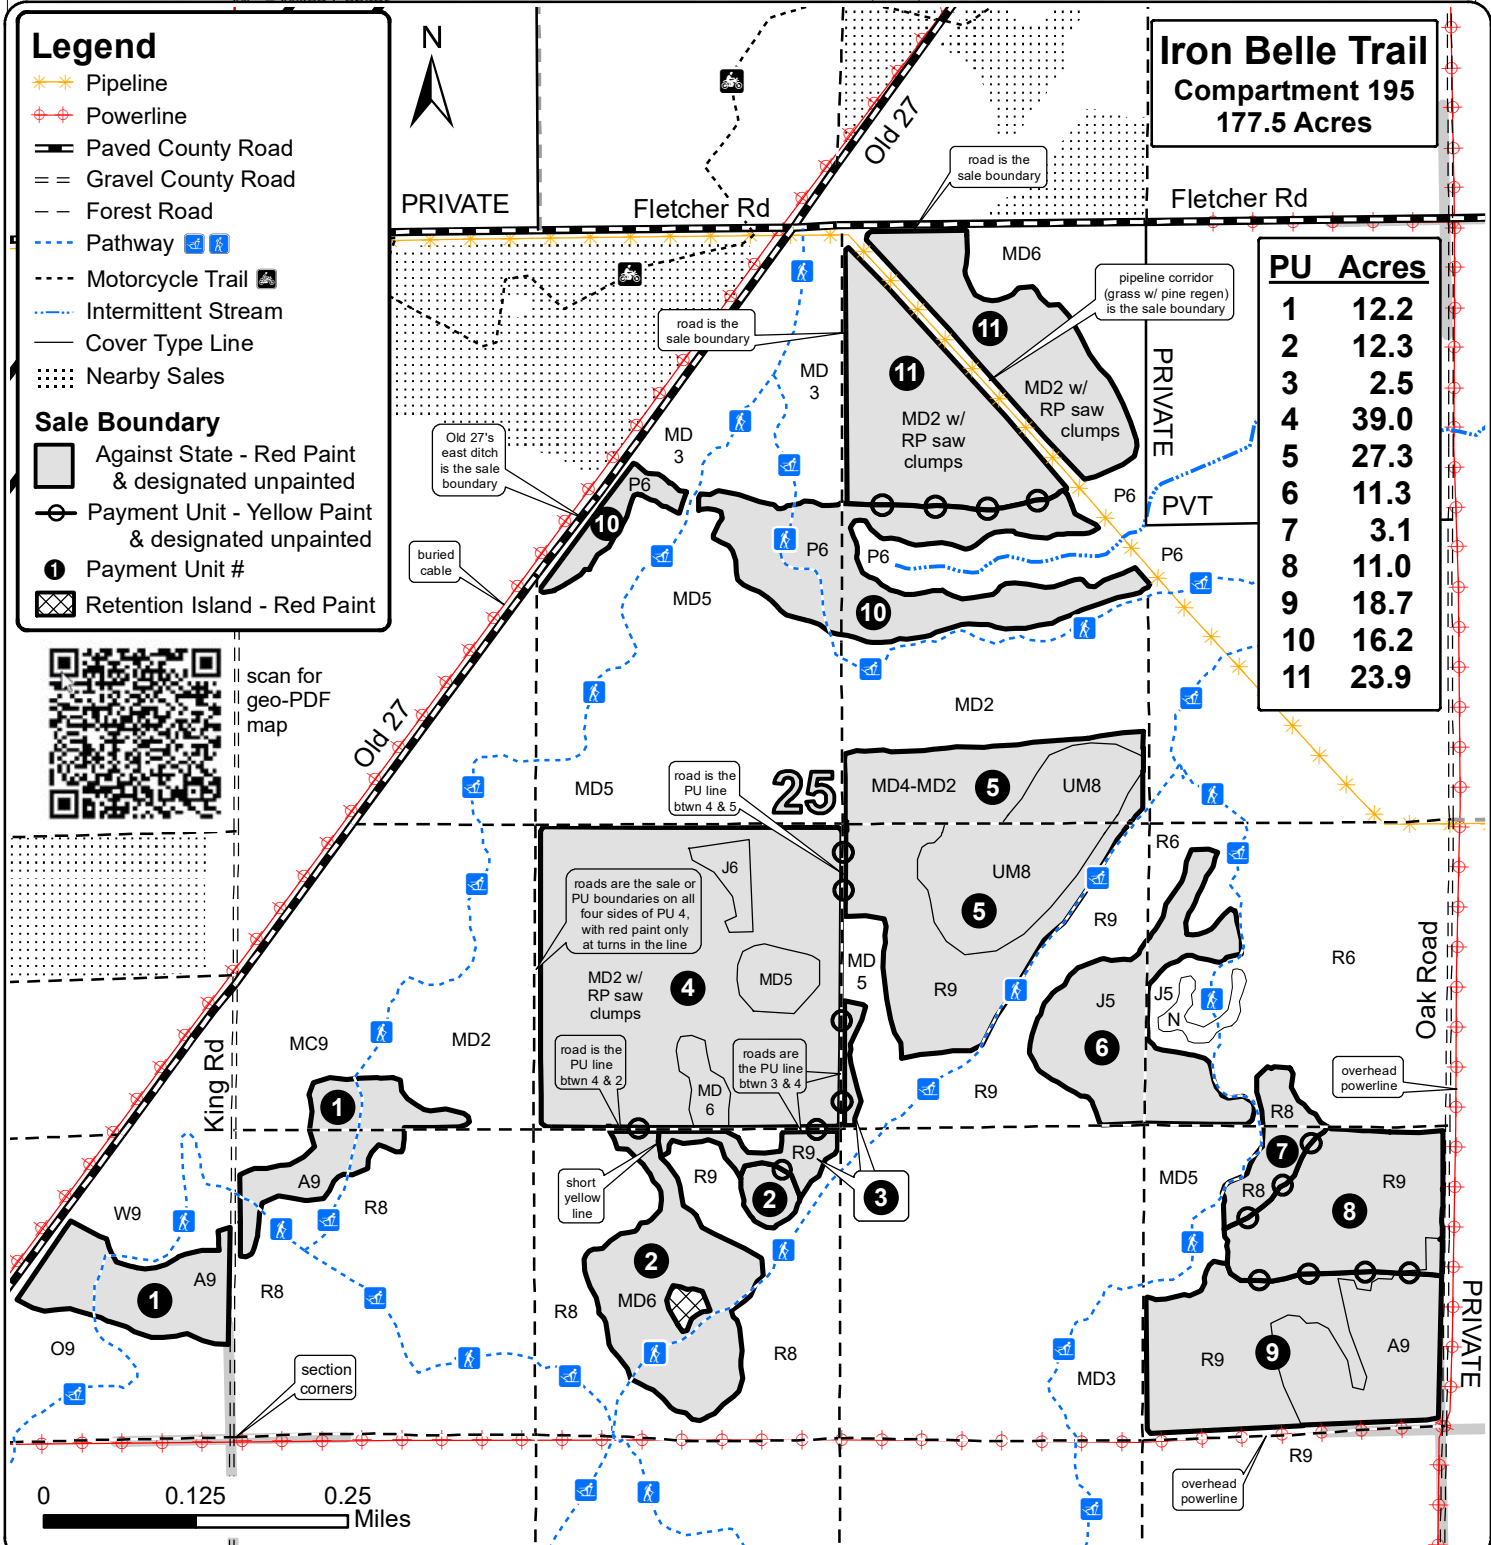 Legend
Pipeline
Powerline
Paved County Road
Gravel County Road
Forest Road
Pathway
Motorcycle Trail
Intermittent Stream
Cover Type Line
Nearby Sales
Sale Boundary
Against State - Red Paint
& designated unpainted
Payment Unit - Yellow Paint
& designated unpainted
1 Payment Unit #
Retention Island - Red Paint
N
Iron Belle Trail
Compartment 195
177.5 Acres
PU Acres
1 12.2
2 12.3
3 2.5
4 39.0
5 27.3
6 11.3
7 3.1
8 11.0
9 18.7
10 16.2
11 23.9
scan for
geo-PDF
map
PRIVATE
Fletcher Rd
Old 27
road is the
sale boundary
Fletcher Rd
MD6
pipeline corridor
(grass w/ pine regen)
is the sale boundary
road is the
sale boundary
11
11
MD
3
MD2 w/
RP saw
clumps
MD2 w/
RP saw
clumps
PRIVATE
Old 27's
east ditch
is the sale
boundary
MD
3
P6
10
P6
PVT
P6
P6
P6
buried
cable
MD5
10
Old 27
MD2
MD5
road is the
PU line
btwn 4 & 5
25
MD4-MD2
5
UM8
J6
UM8
5
R6
roads are the sale or
PU boundaries on all
four sides of PU 4,
with red paint only
at turns in the line
R9
MD2 w/
RP saw
clumps
4
MD5
MD
5
R9
J5
J5
N
R6
Oak Road
6
King Rd
MC9
MD2
road is the
PU line
btwn 4 & 2
MD
6
roads are
the PU line
btwn 3 & 4
R9
overhead
powerline
1
R8
7
R9
R9
short
yellow
line
2
3
MD5
R8
R9
8
A9
R8
W9
R8
2
MD6
R8
A9
1
O9
R8
section
corners
MD3
R9
9
A9
PRIVATE
R9
overhead
powerline
0 0.125 0.25
Miles